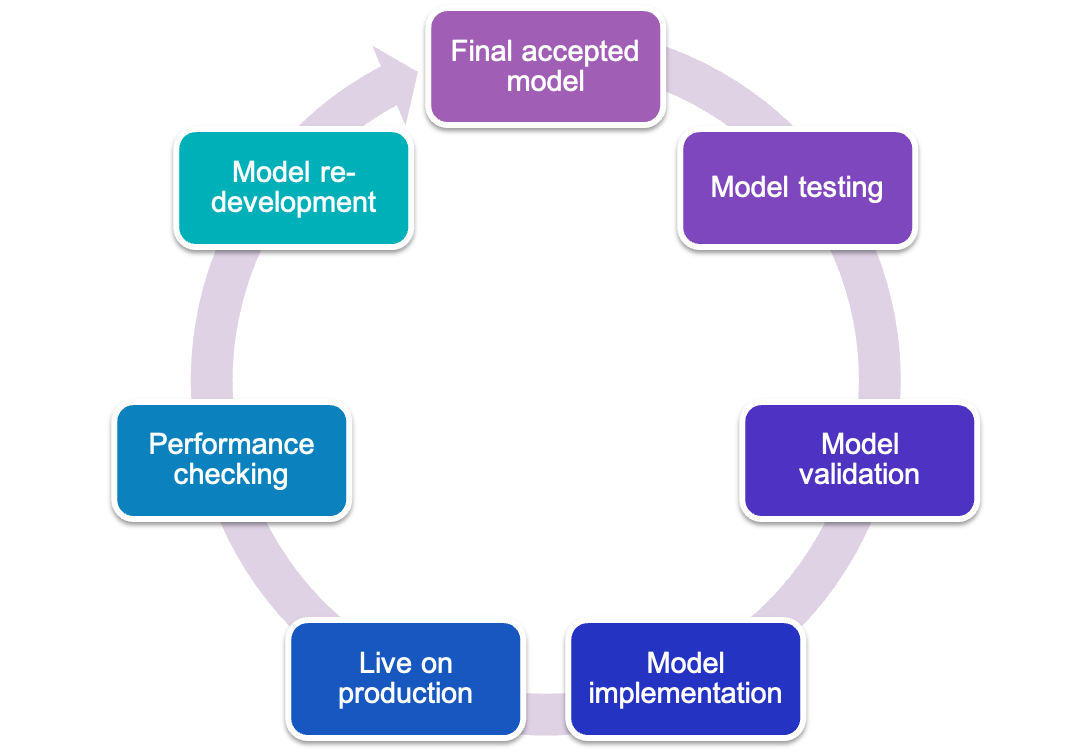 Final accepted
model
Model testing
Model
validation
Model
implementation
Live on
production
Performance
checking
Model re-
development